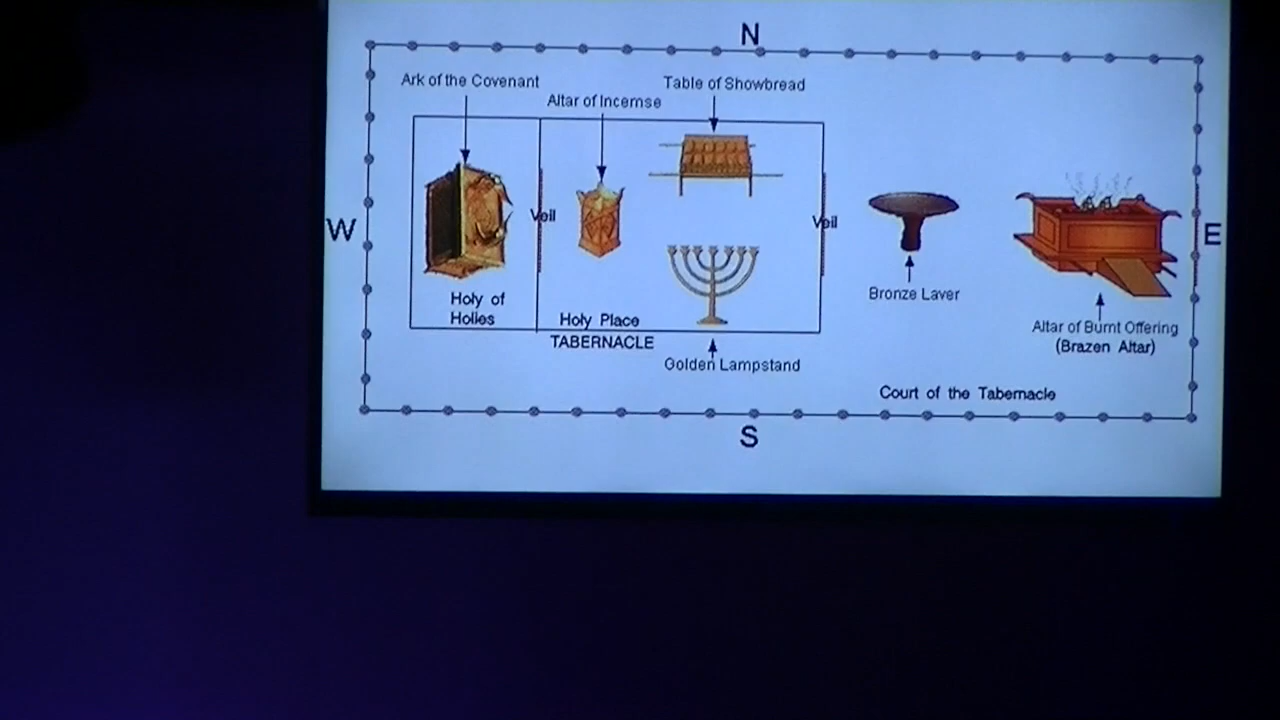 N
Ark of the Covenant
Altar of Incemse
Table of Showbread
W
Veil
Veil
E
Holy of
Holies
Holy Place
TABERNACLE
Golden Lampstand
Bronze Laver
Altar of Burnt Offering
(Brazen Altar)
Court of the Tabernacle
S